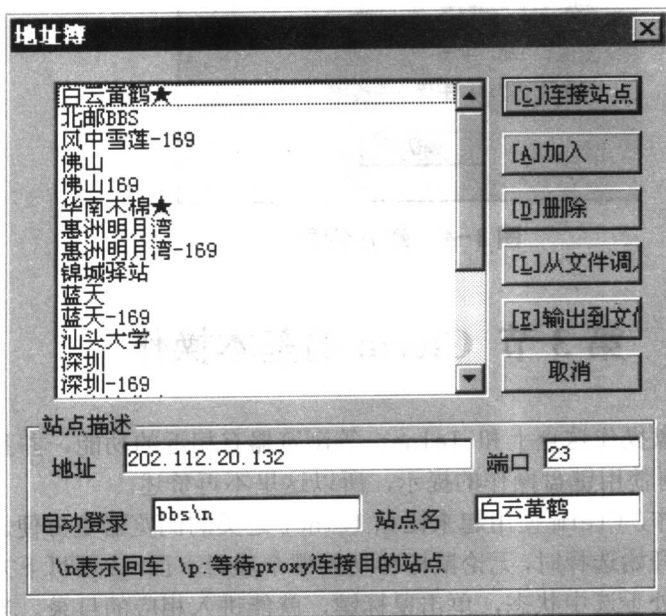 地址簿
白云黄鹤★
北邮BBS
风中雪莲-169
佛山
佛山169
华南木棉★
惠洲明月湾
惠洲明月湾-169
锦城驿站
蓝天
蓝天-169
汕头大学
深圳
深圳-169
[C]连接站点
[A]加入
[D]删除
[L]从文件调入
[E]输出到文件
取消
站点描述
地址 202.112.20.132 端口 23
自动登录 bbs\n 站点名 白云黄鹤
\n表示回车 \p:等待proxy连接目的站点